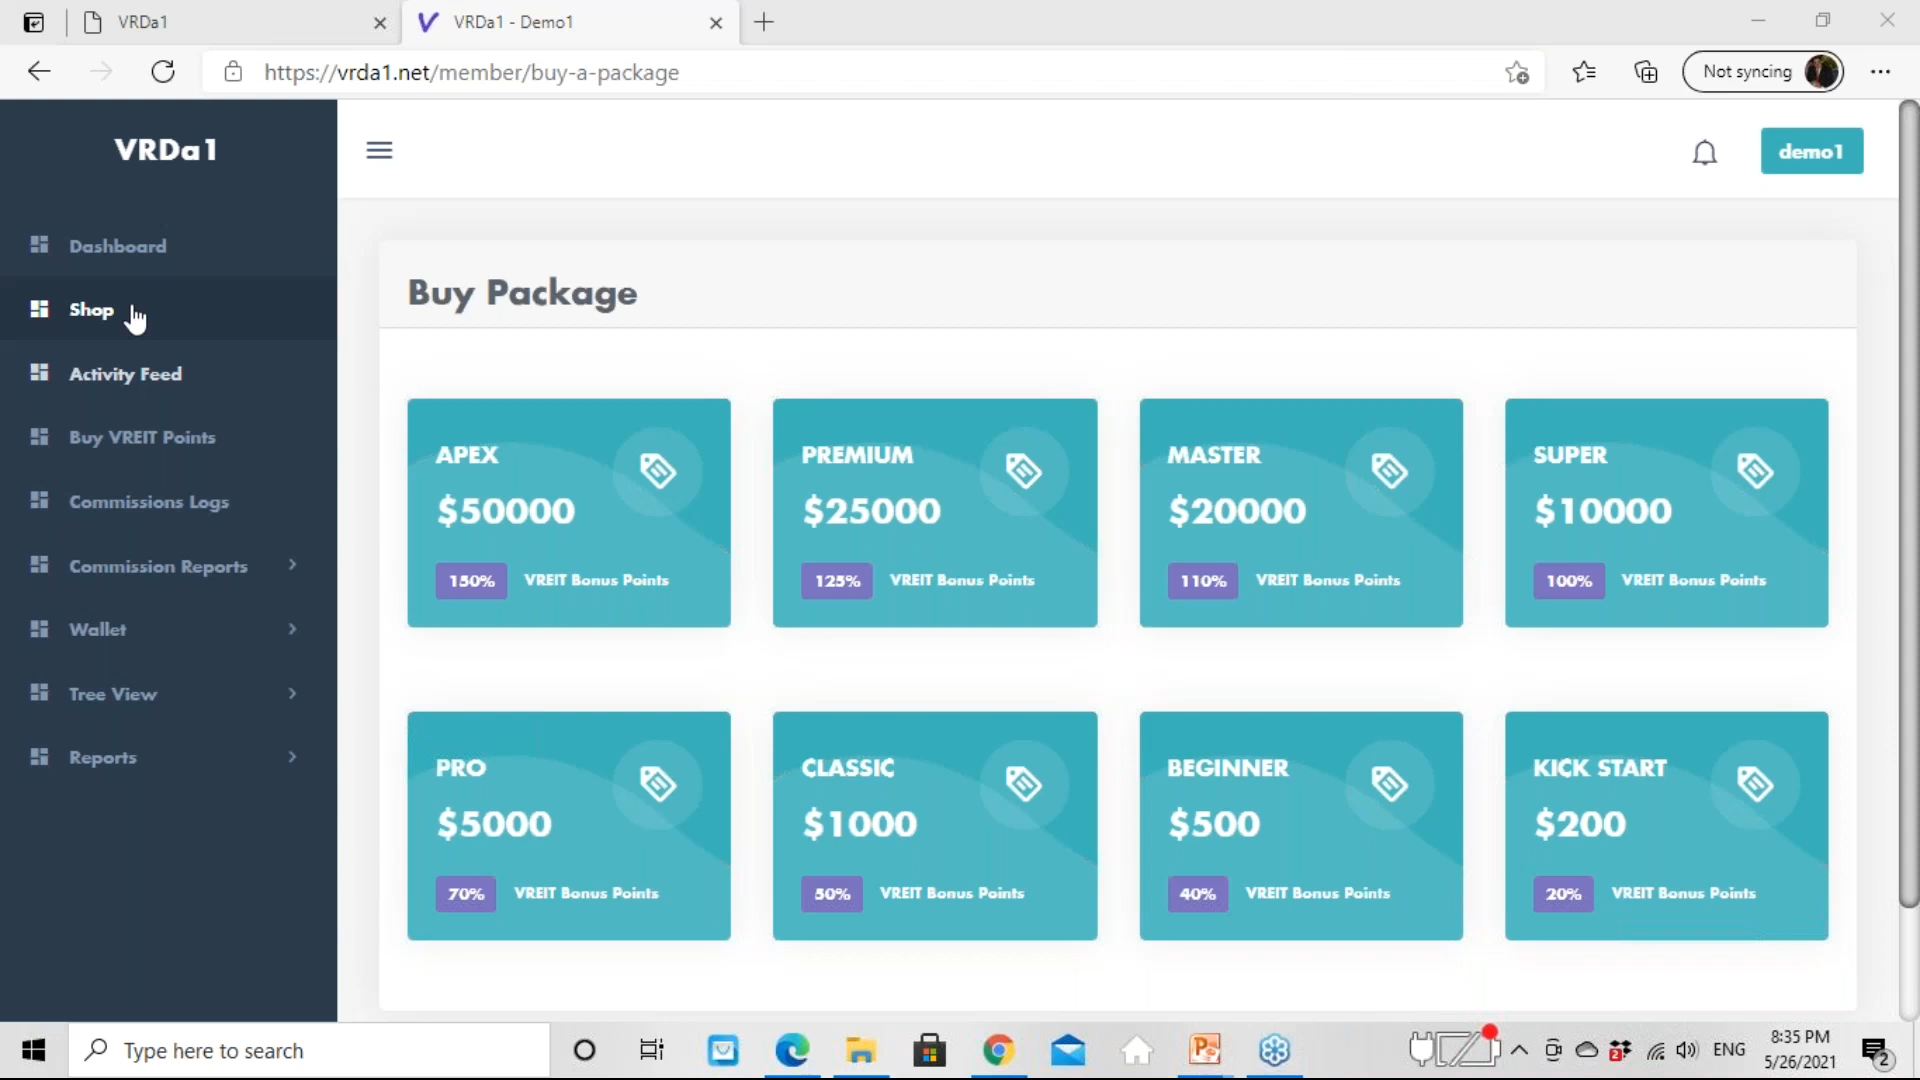 VRDa1
VRDa1 - Demo1
https://vrda1.net/member/buy-a-package
Not syncing
VRDa1
demo1
Dashboard
Shop
Activity Feed
Buy VREIT Points
Commissions Logs
Commission Reports
Wallet
Tree View
Reports
Buy Package
APEX
$50000
150% VREIT Bonus Points
PREMIUM
$25000
125% VREIT Bonus Points
MASTER
$20000
110% VREIT Bonus Points
SUPER
$10000
100% VREIT Bonus Points
PRO
$5000
70% VREIT Bonus Points
CLASSIC
$1000
50% VREIT Bonus Points
BEGINNER
$500
40% VREIT Bonus Points
KICK START
$200
20% VREIT Bonus Points
Type here to search
2
ENG
8:35 PM
5/26/2021
2